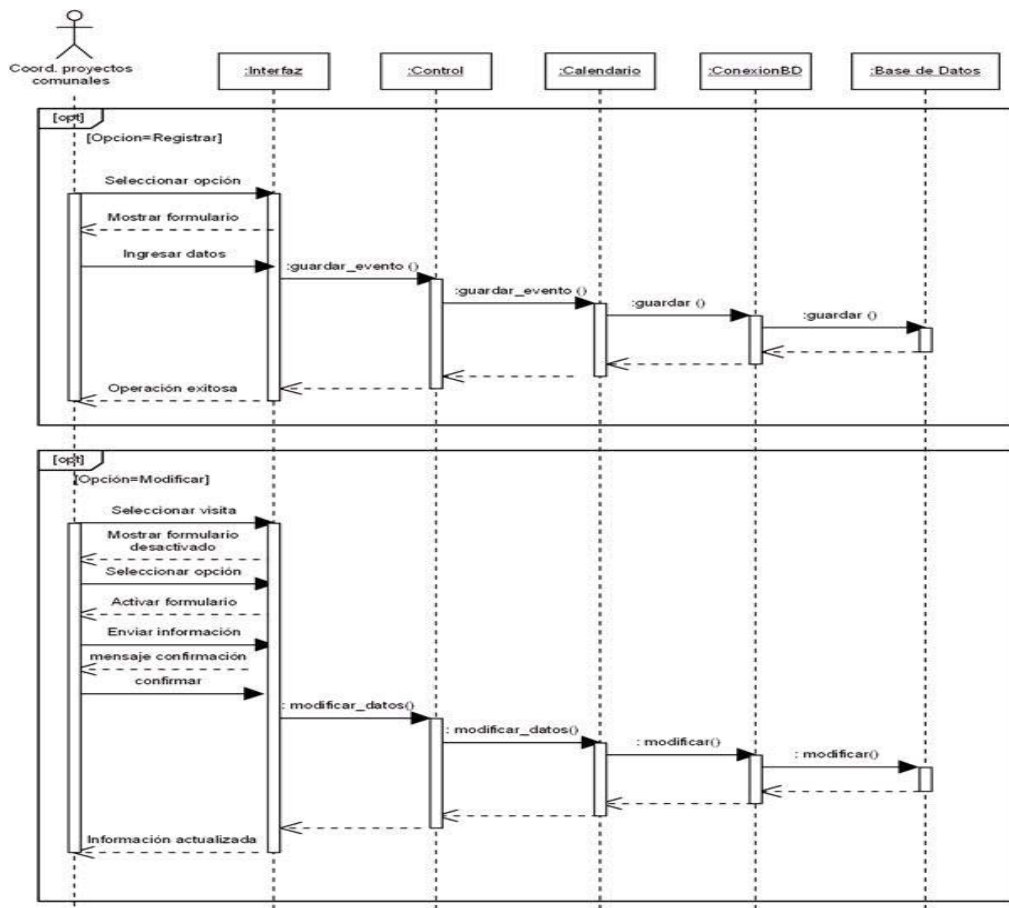 Coord. proyectos
comunales
:Interfaz
:Control
:Calendario
:ConexionBD
:Base de Datos
[opt]
[Opcion=Registrar]
Seleccionar opción
Mostrar formulario
Ingresar datos
:guardar_evento ()
:guardar_evento ()
:guardar ()
:guardar ()
Operación exitosa
[opt]
[Opción=Modificar]
Seleccionar visita
Mostrar formulario
desactivado
Seleccionar opción
Activar formulario
Enviar información
mensaje confirmación
confirmar
: modificar_datos()
: modificar_datos()
: modificar()
: modificar()
Información actualizada